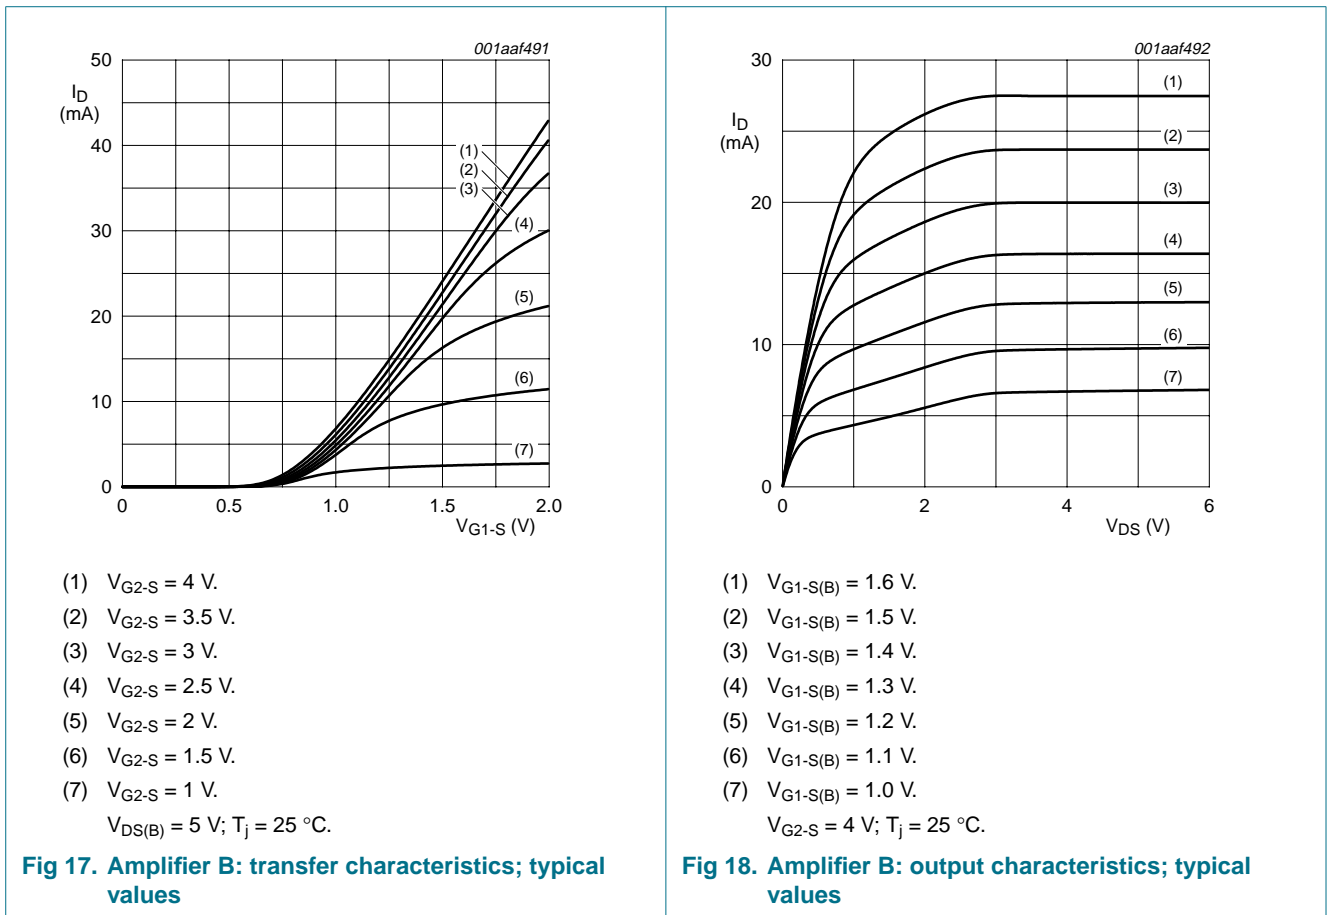 001aaf491
50
40
30
20
10
0
I_D
(mA)
(1)
(2)
(3)
(4)
(5)
(6)
(7)
0
0.5
1.0
1.5
2.0
V_G1-S (V)
(1) V_G2-S = 4 V.
(2) V_G2-S = 3.5 V.
(3) V_G2-S = 3 V.
(4) V_G2-S = 2.5 V.
(5) V_G2-S = 2 V.
(6) V_G2-S = 1.5 V.
(7) V_G2-S = 1 V.
V_DS(B) = 5 V; T_j = 25 °C.
Fig 17. Amplifier B: transfer characteristics; typical
values
001aaf492
30
20
10
0
I_D
(mA)
(1)
(2)
(3)
(4)
(5)
(6)
(7)
0
2
4
6
V_DS (V)
(1) V_G1-S(B) = 1.6 V.
(2) V_G1-S(B) = 1.5 V.
(3) V_G1-S(B) = 1.4 V.
(4) V_G1-S(B) = 1.3 V.
(5) V_G1-S(B) = 1.2 V.
(6) V_G1-S(B) = 1.1 V.
(7) V_G1-S(B) = 1.0 V.
V_G2-S = 4 V; T_j = 25 °C.
Fig 18. Amplifier B: output characteristics; typical
values